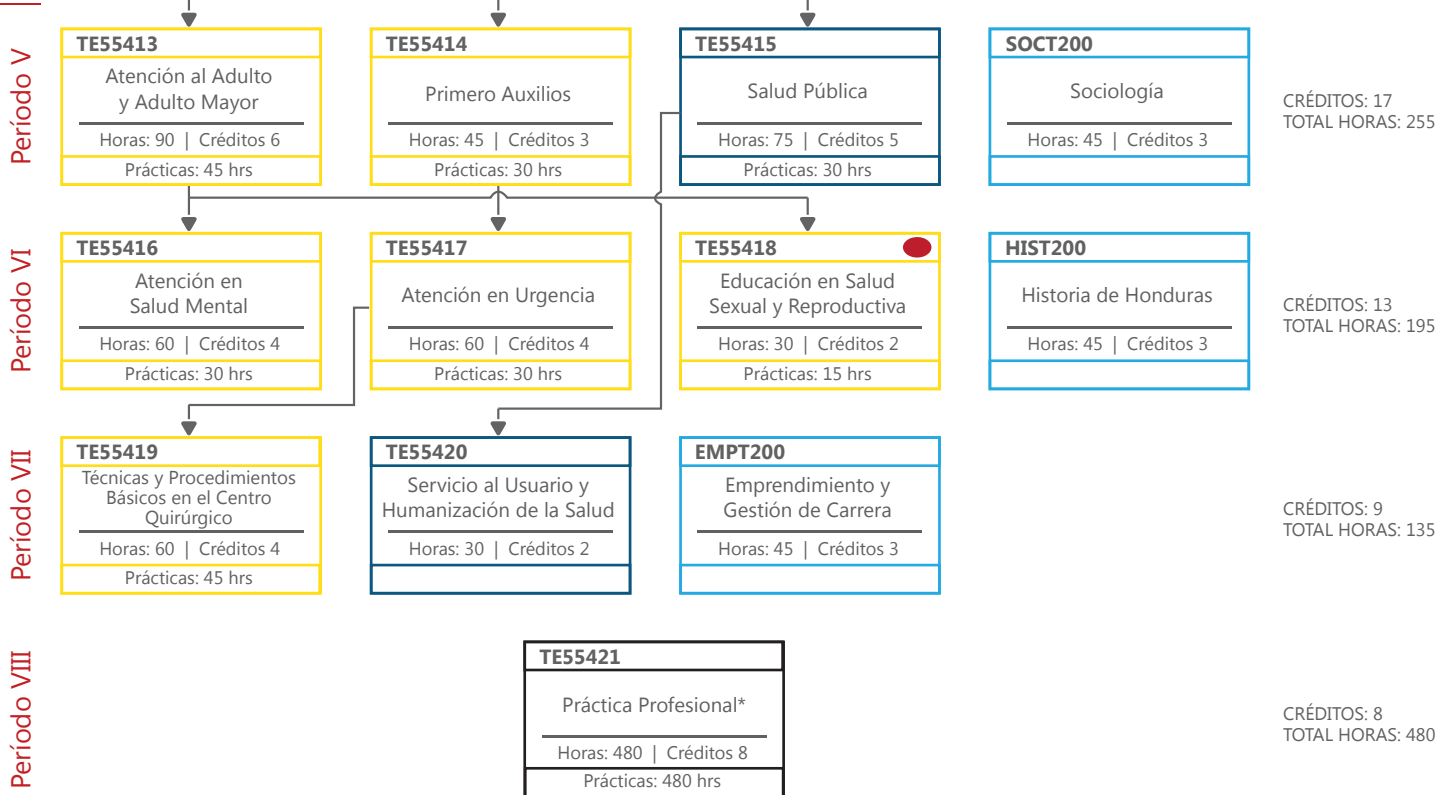 Período V
TE55413
Atención al Adulto
y Adulto Mayor
Horas: 90 | Créditos 6
Prácticas: 45 hrs
TE55414
Primero Auxilios
Horas: 45 | Créditos 3
Prácticas: 30 hrs
TE55415
Salud Pública
Horas: 75 | Créditos 5
Prácticas: 30 hrs
SOCT200
Sociología
Horas: 45 | Créditos 3
CRÉDITOS: 17
TOTAL HORAS: 255
Período VI
TE55416
Atención en
Salud Mental
Horas: 60 | Créditos 4
Prácticas: 30 hrs
TE55417
Atención en Urgencia
Horas: 60 | Créditos 4
Prácticas: 30 hrs
TE55418
Educación en Salud
Sexual y Reproductiva
Horas: 30 | Créditos 2
Prácticas: 15 hrs
HIST200
Historia de Honduras
Horas: 45 | Créditos 3
CRÉDITOS: 13
TOTAL HORAS: 195
Período VII
TE55419
Técnicas y Procedimientos
Básicos en el Centro
Quirúrgico
Horas: 60 | Créditos 4
Prácticas: 45 hrs
TE55420
Servicio al Usuario y
Humanización de la Salud
Horas: 30 | Créditos 2
EMPT200
Emprendimiento y
Gestión de Carrera
Horas: 45 | Créditos 3
CRÉDITOS: 9
TOTAL HORAS: 135
Período VIII
TE55421
Práctica Profesional*
Horas: 480 | Créditos 8
Prácticas: 480 hrs
CRÉDITOS: 8
TOTAL HORAS: 480